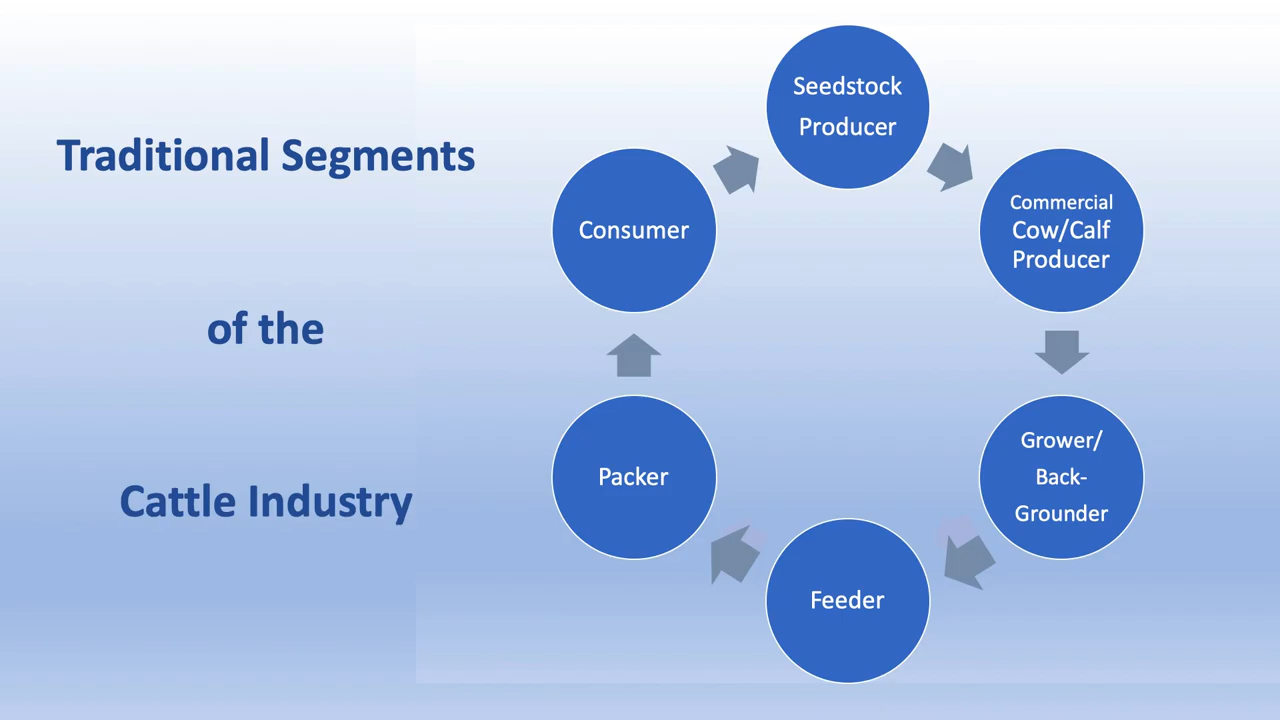 Traditional Segments
of the
Cattle Industry
Seedstock
Producer
Commercial
Cow/Calf
Producer
Grower/
Back-
Grounder
Feeder
Packer
Consumer